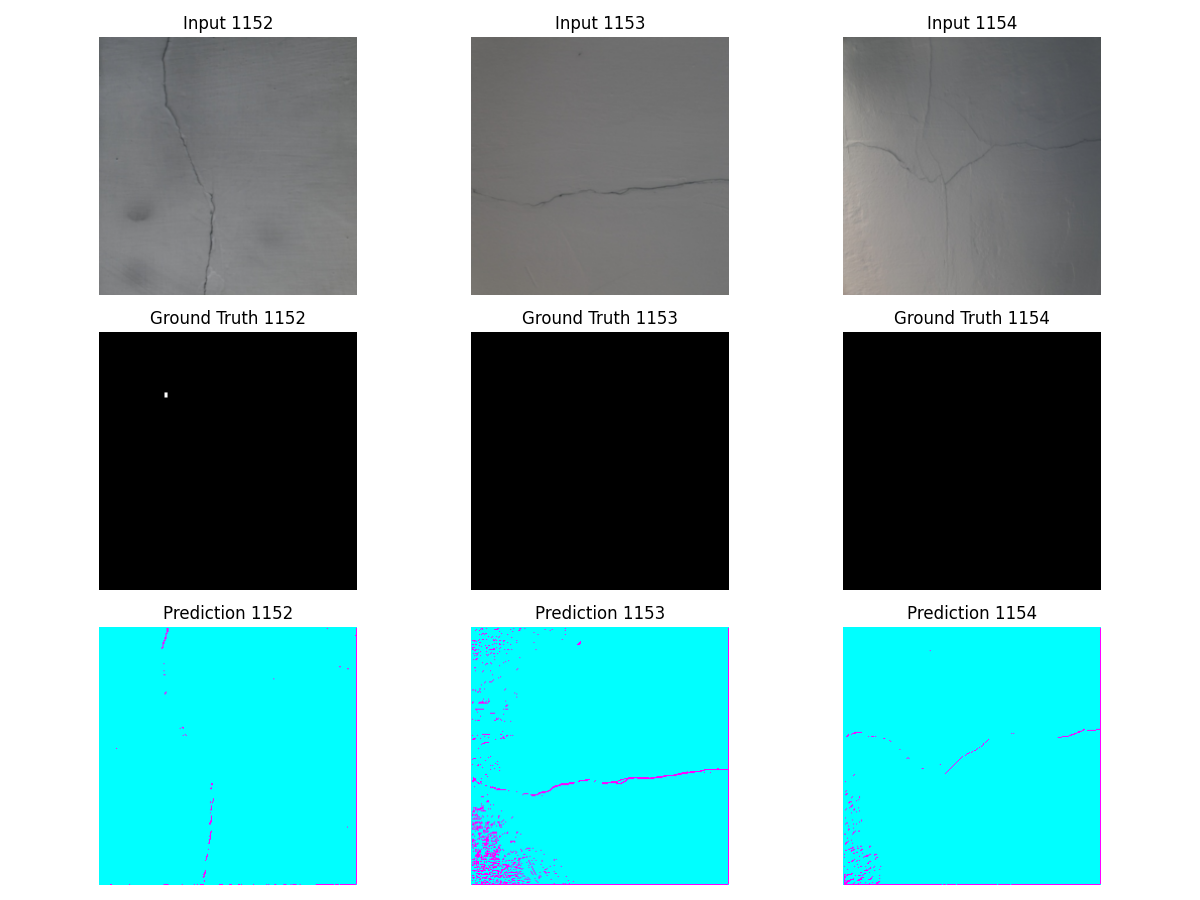 Input 1152
Input 1153
Input 1154
Ground Truth 1152
Ground Truth 1153
Ground Truth 1154
Prediction 1152
Prediction 1153
Prediction 1154